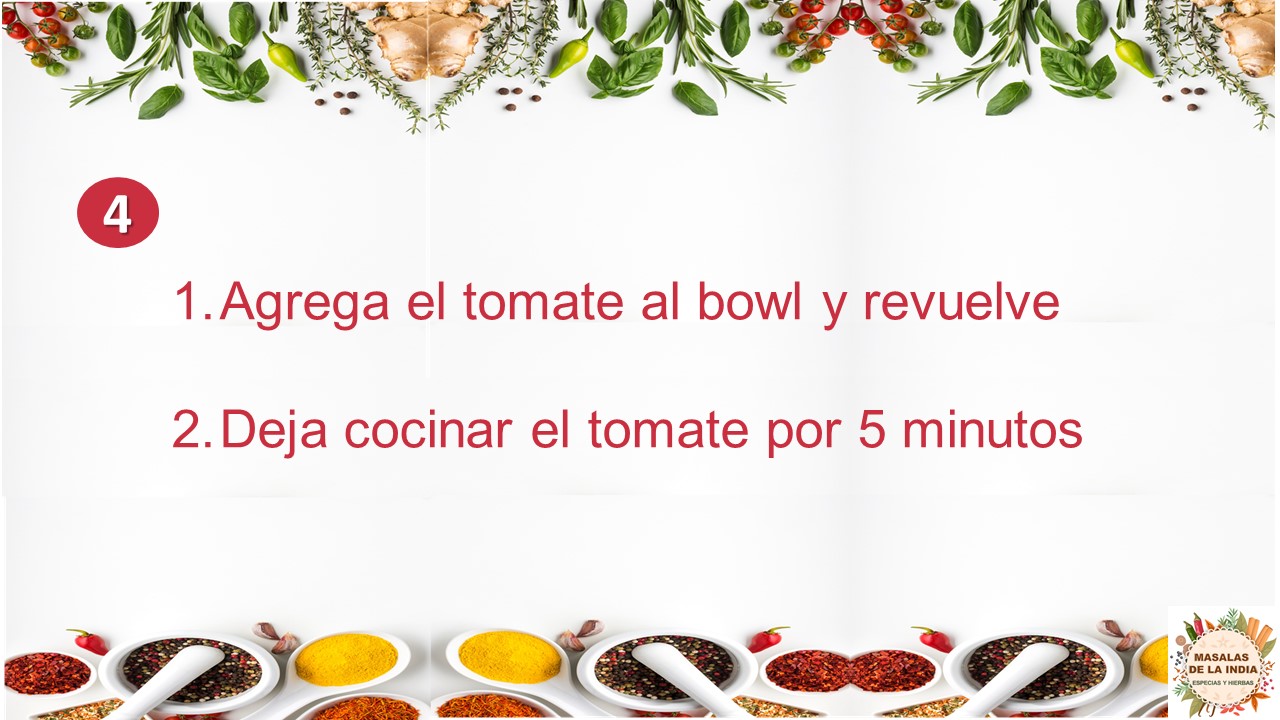 4
1. Agrega el tomate al bowl y revuelve
2. Deja cocinar el tomate por 5 minutos
MASALAS
DE LA INDIA
ESPECIAS Y HIERBAS